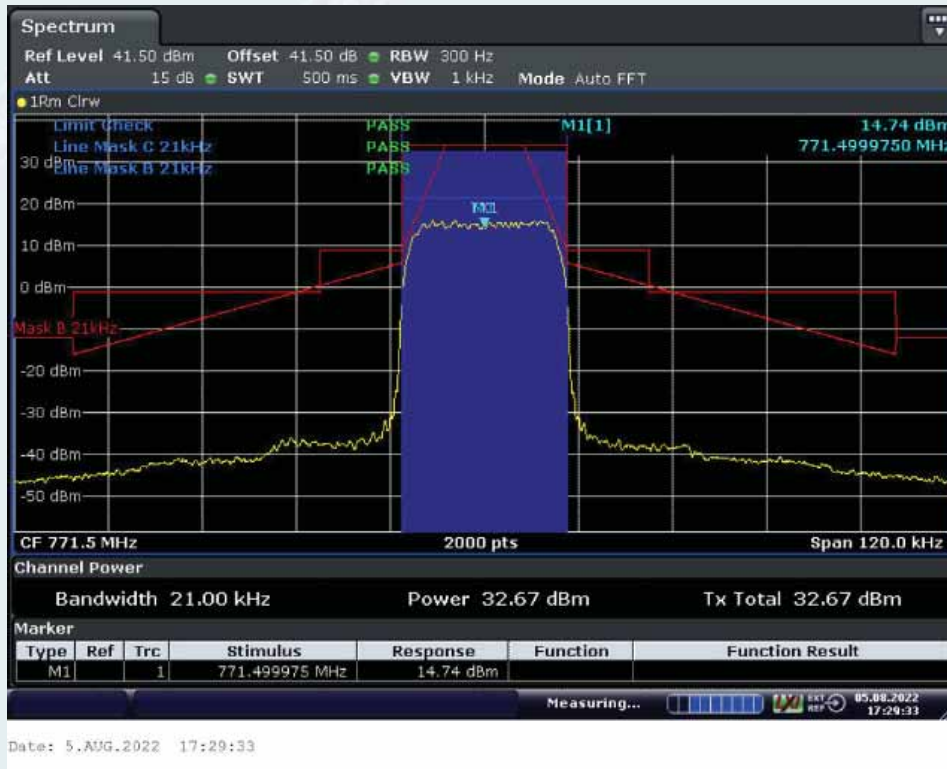 Spectrum
Ref Level 41.50 dBm Offset 41.50 dB RBW 300 Hz
Att 15 dB SWT 500 ms VBW 1 kHz Mode Auto FFT
1Rm Clrw
Limit Check PASS M1[1] 14.74 dBm
Line Mask C 21kHz PASS 771.4999750 MHz
Line Mask B 21kHz PASS
30 dBm
20 dBm
M1
10 dBm
0 dBm
Mask B 21kHz
-20 dBm
-30 dBm
-40 dBm
-50 dBm
CF 771.5 MHz 2000 pts Span 120.0 kHz
Channel Power
Bandwidth 21.00 kHz Power 32.67 dBm Tx Total 32.67 dBm
Marker
Type Ref Trc Stimulus Response Function Function Result
M1 1 771.499975 MHz 14.74 dBm
Measuring... EXT REF 05.08.2022
17:29:33
Date: 5.AUG.2022 17:29:33